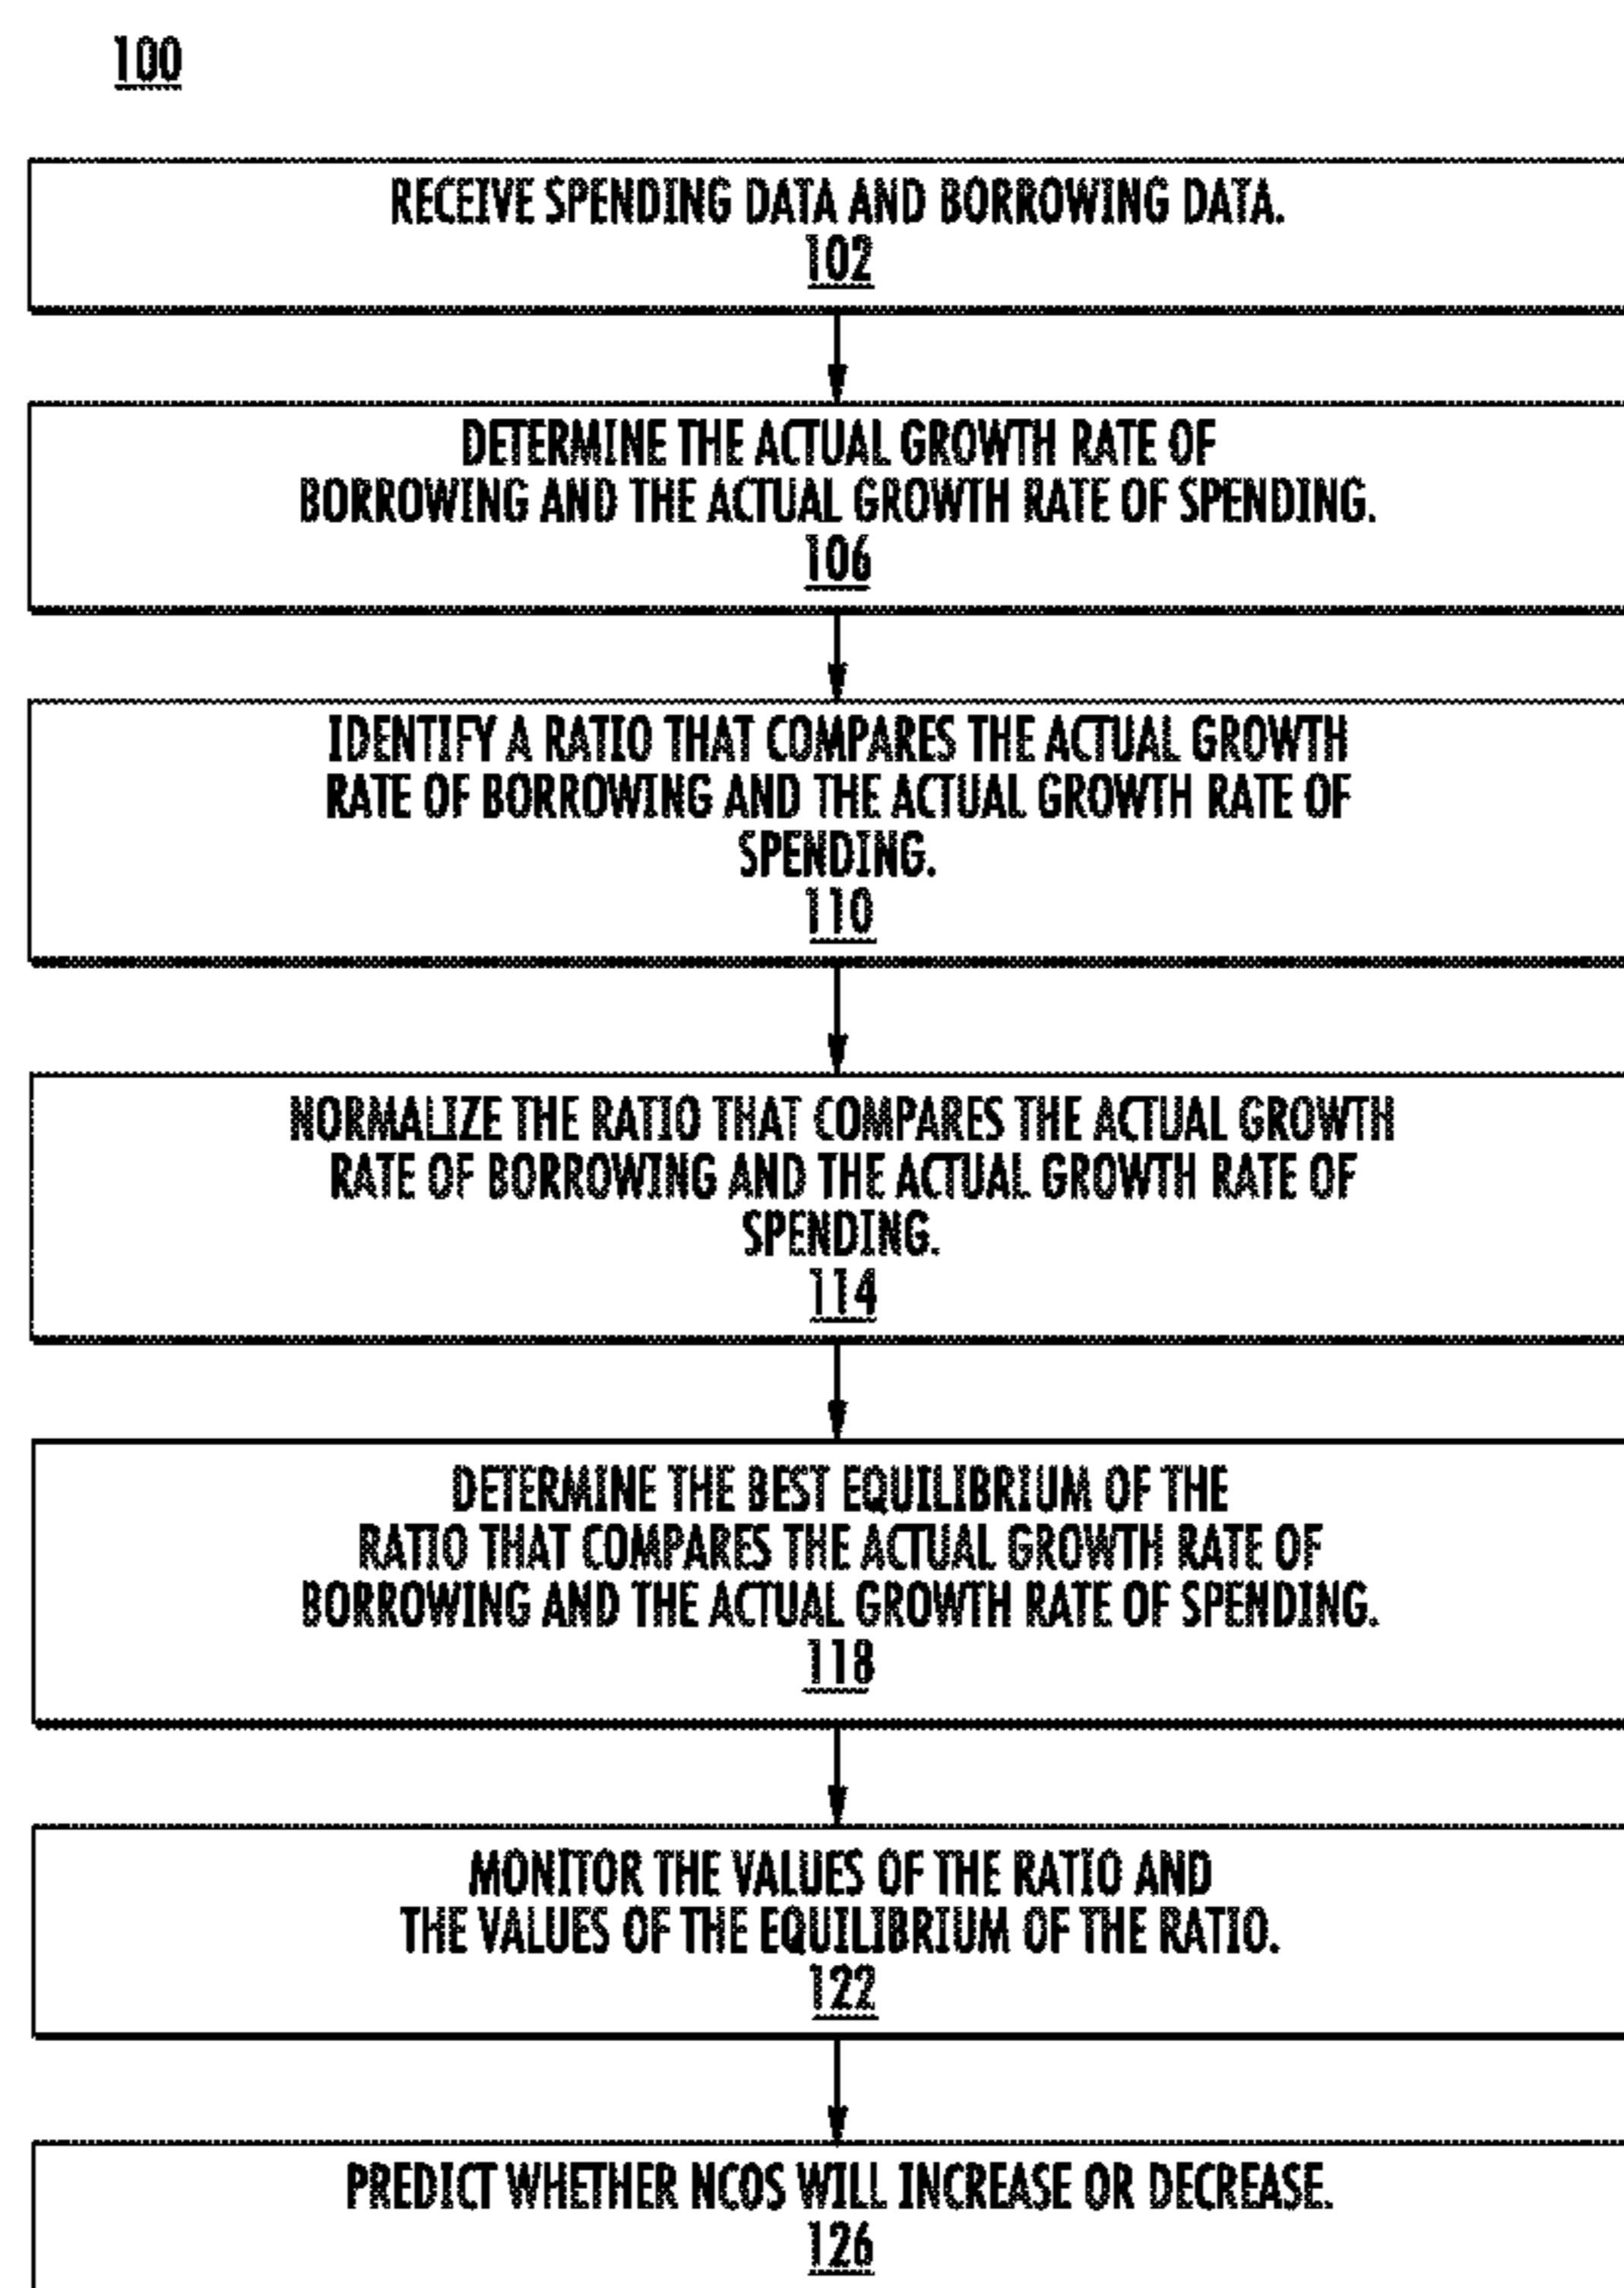 100
RECEIVE SPENDING DATA AND BORROWING DATA.
102
DETERMINE THE ACTUAL GROWTH RATE OF
BORROWING AND THE ACTUAL GROWTH RATE OF SPENDING.
106
IDENTIFY A RATIO THAT COMPARES THE ACTUAL GROWTH
RATE OF BORROWING AND THE ACTUAL GROWTH RATE OF
SPENDING.
110
NORMALIZE THE RATIO THAT COMPARES THE ACTUAL GROWTH
RATE OF BORROWING AND THE ACTUAL GROWTH RATE OF
SPENDING.
114
DETERMINE THE BEST EQUILIBRIUM OF THE
RATIO THAT COMPARES THE ACTUAL GROWTH RATE OF
BORROWING AND THE ACTUAL GROWTH RATE OF SPENDING.
118
MONITOR THE VALUES OF THE RATIO AND
THE VALUES OF THE EQUILIBRIUM OF THE RATIO.
122
PREDICT WHETHER NCOS WILL INCREASE OR DECREASE.
126